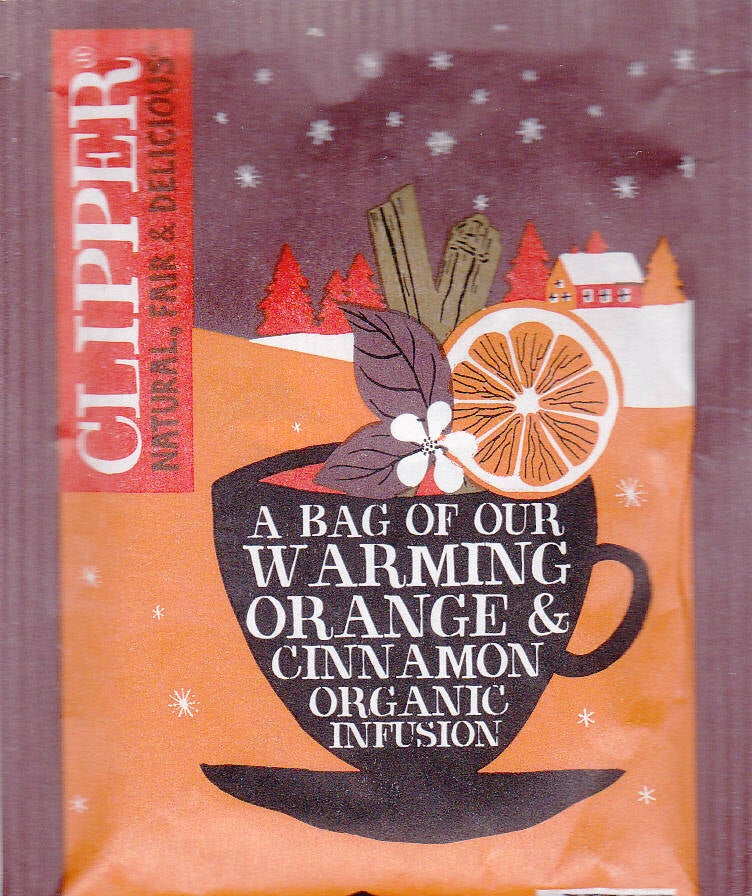 CLIPPER®
NATURAL, FAIR & DELICIOUS
A BAG OF OUR
WARMING
ORANGE &
CINNAMON
ORGANIC
INFUSION